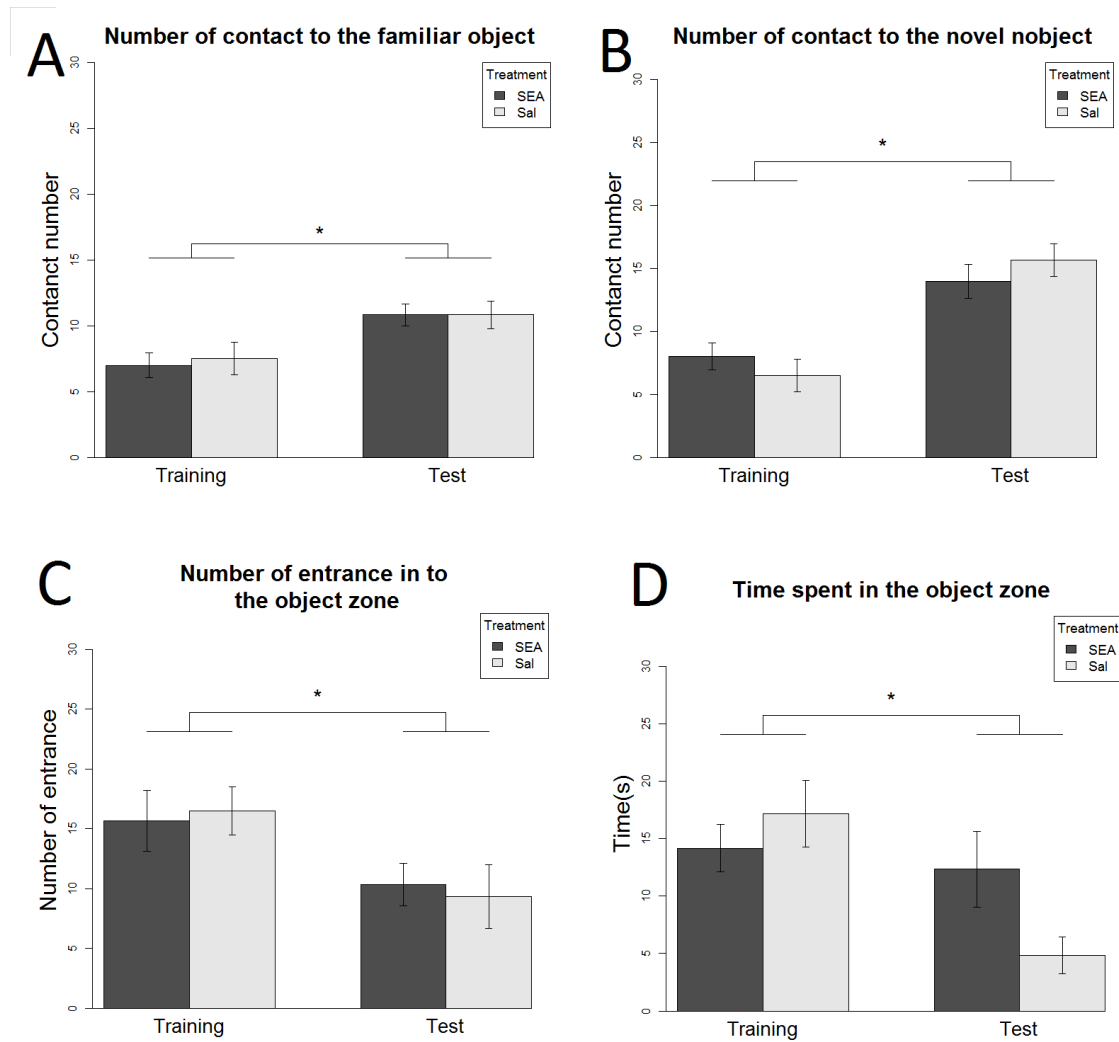 A
Number of contact to the familiar object
Treatment
SEA
Sal
Contanct number
0
5
10
15
20
25
30
*
Training
Test
B
Number of contact to the novel nobject
Treatment
SEA
Sal
Contanct number
0
5
10
15
20
25
30
*
Training
Test
C
Number of entrance in to
the object zone
Treatment
SEA
Sal
Number of entrance
0
5
10
15
20
25
30
*
Training
Test
D
Time spent in the object zone
Treatment
SEA
Sal
Time(s)
0
5
10
15
20
25
30
*
Training
Test